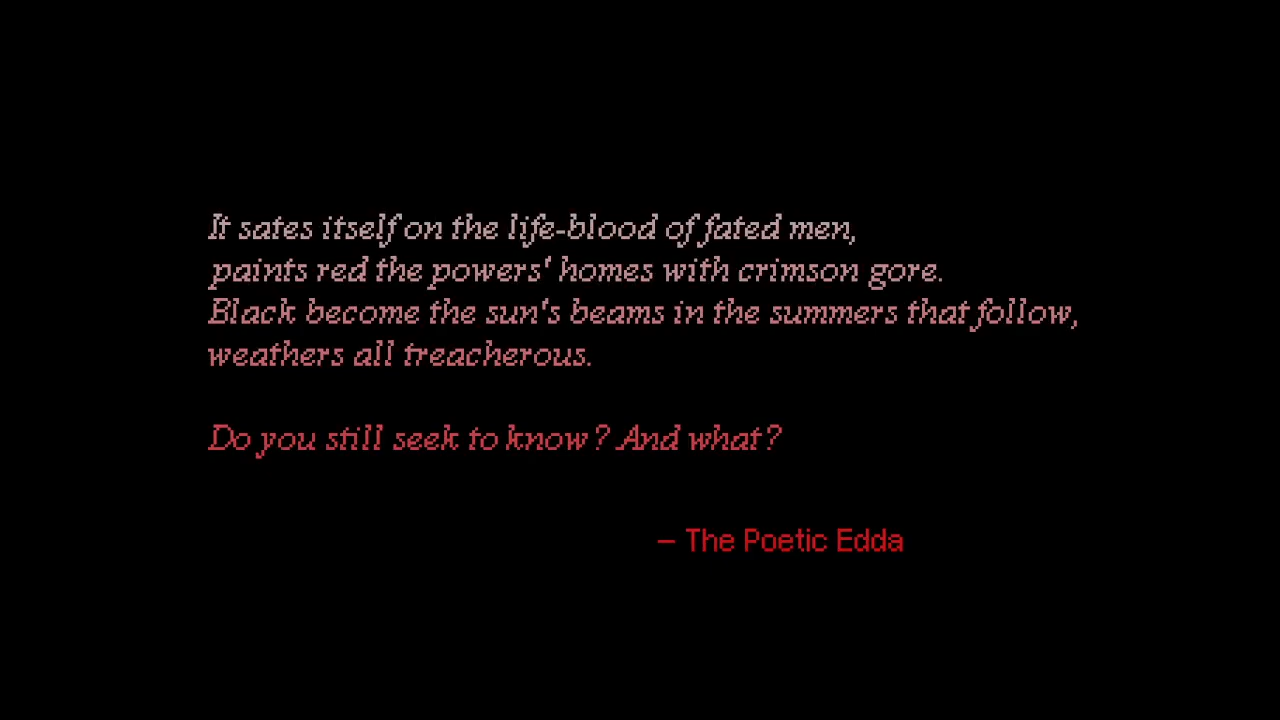 It sates itself on the life-blood of fated men,
paints red the powers' homes with crimson gore.
Black become the sun's beams in the summers that follow,
weathers all treacherous.
Do you still seek to know? And what?
– The Poetic Edda